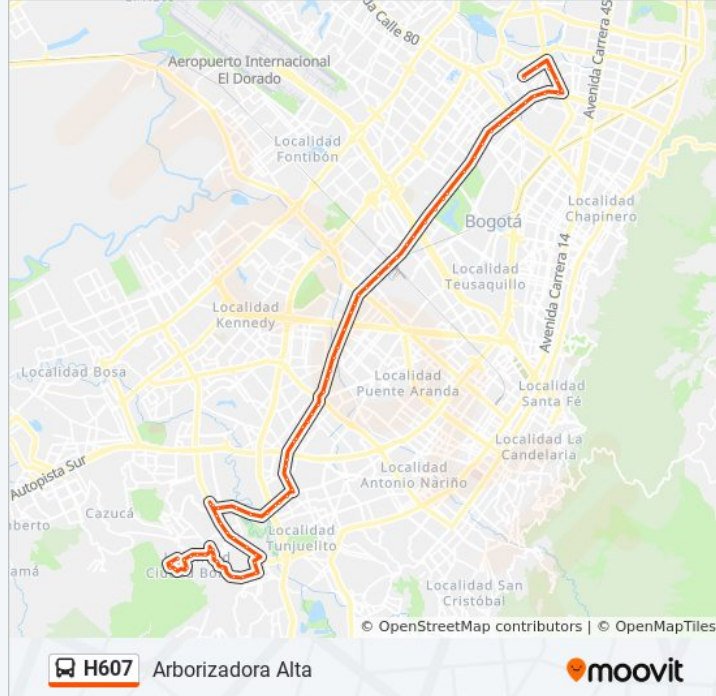 da Calle 80
Avenida Carrera 45
Aeropuerto Internacional
El Dorado
Localidad
Fontibón
Localidad
Chapinero
Bogotá
Localidad
Teusaquillo
Avenida Carrera 14
Localidad
Kennedy
Localidad Bosa
Localidad
Puente Aranda
Localidad
Santa Fé
Localidad La
Candelaria
Autopista Sur
Localidad
Antonio Nariño
Cazucá
Localidad
Tunjuelito
Localidad San
Cristóbal
© OpenStreetMap contributors | © OpenMapTiles
H607 Arborizadora Alta
moovit